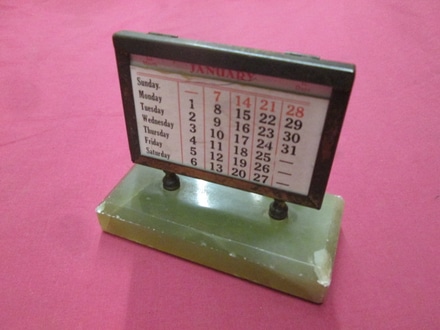 JANUARY
Sunday. — 7 14 21 28
Monday 1 8 15 22 29
Tuesday 2 9 16 23 30
Wednesday 3 10 17 24 31
Thursday 4 11 18 25 —
Friday 5 12 19 26 —
Saturday 6 13 20 27 —